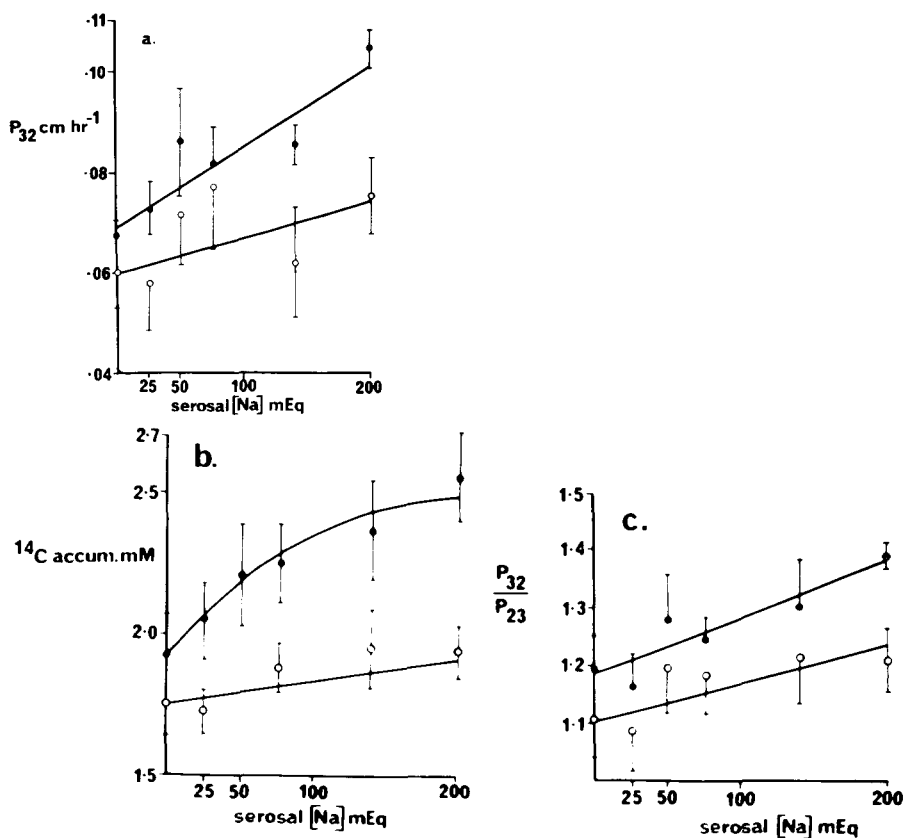 a.
·11
·10
P32 cm hr-1
·08
·06
·04
25 50 100 200
serosal [Na] mEq
b.
2·7
2·5
14C accum.mM
2·0
1·5
25 50 100 200
serosal [Na] mEq
c.
1·5
1·4
P32
P23
1·3
1·2
1·1
25 50 100 200
serosal [Na] mEq